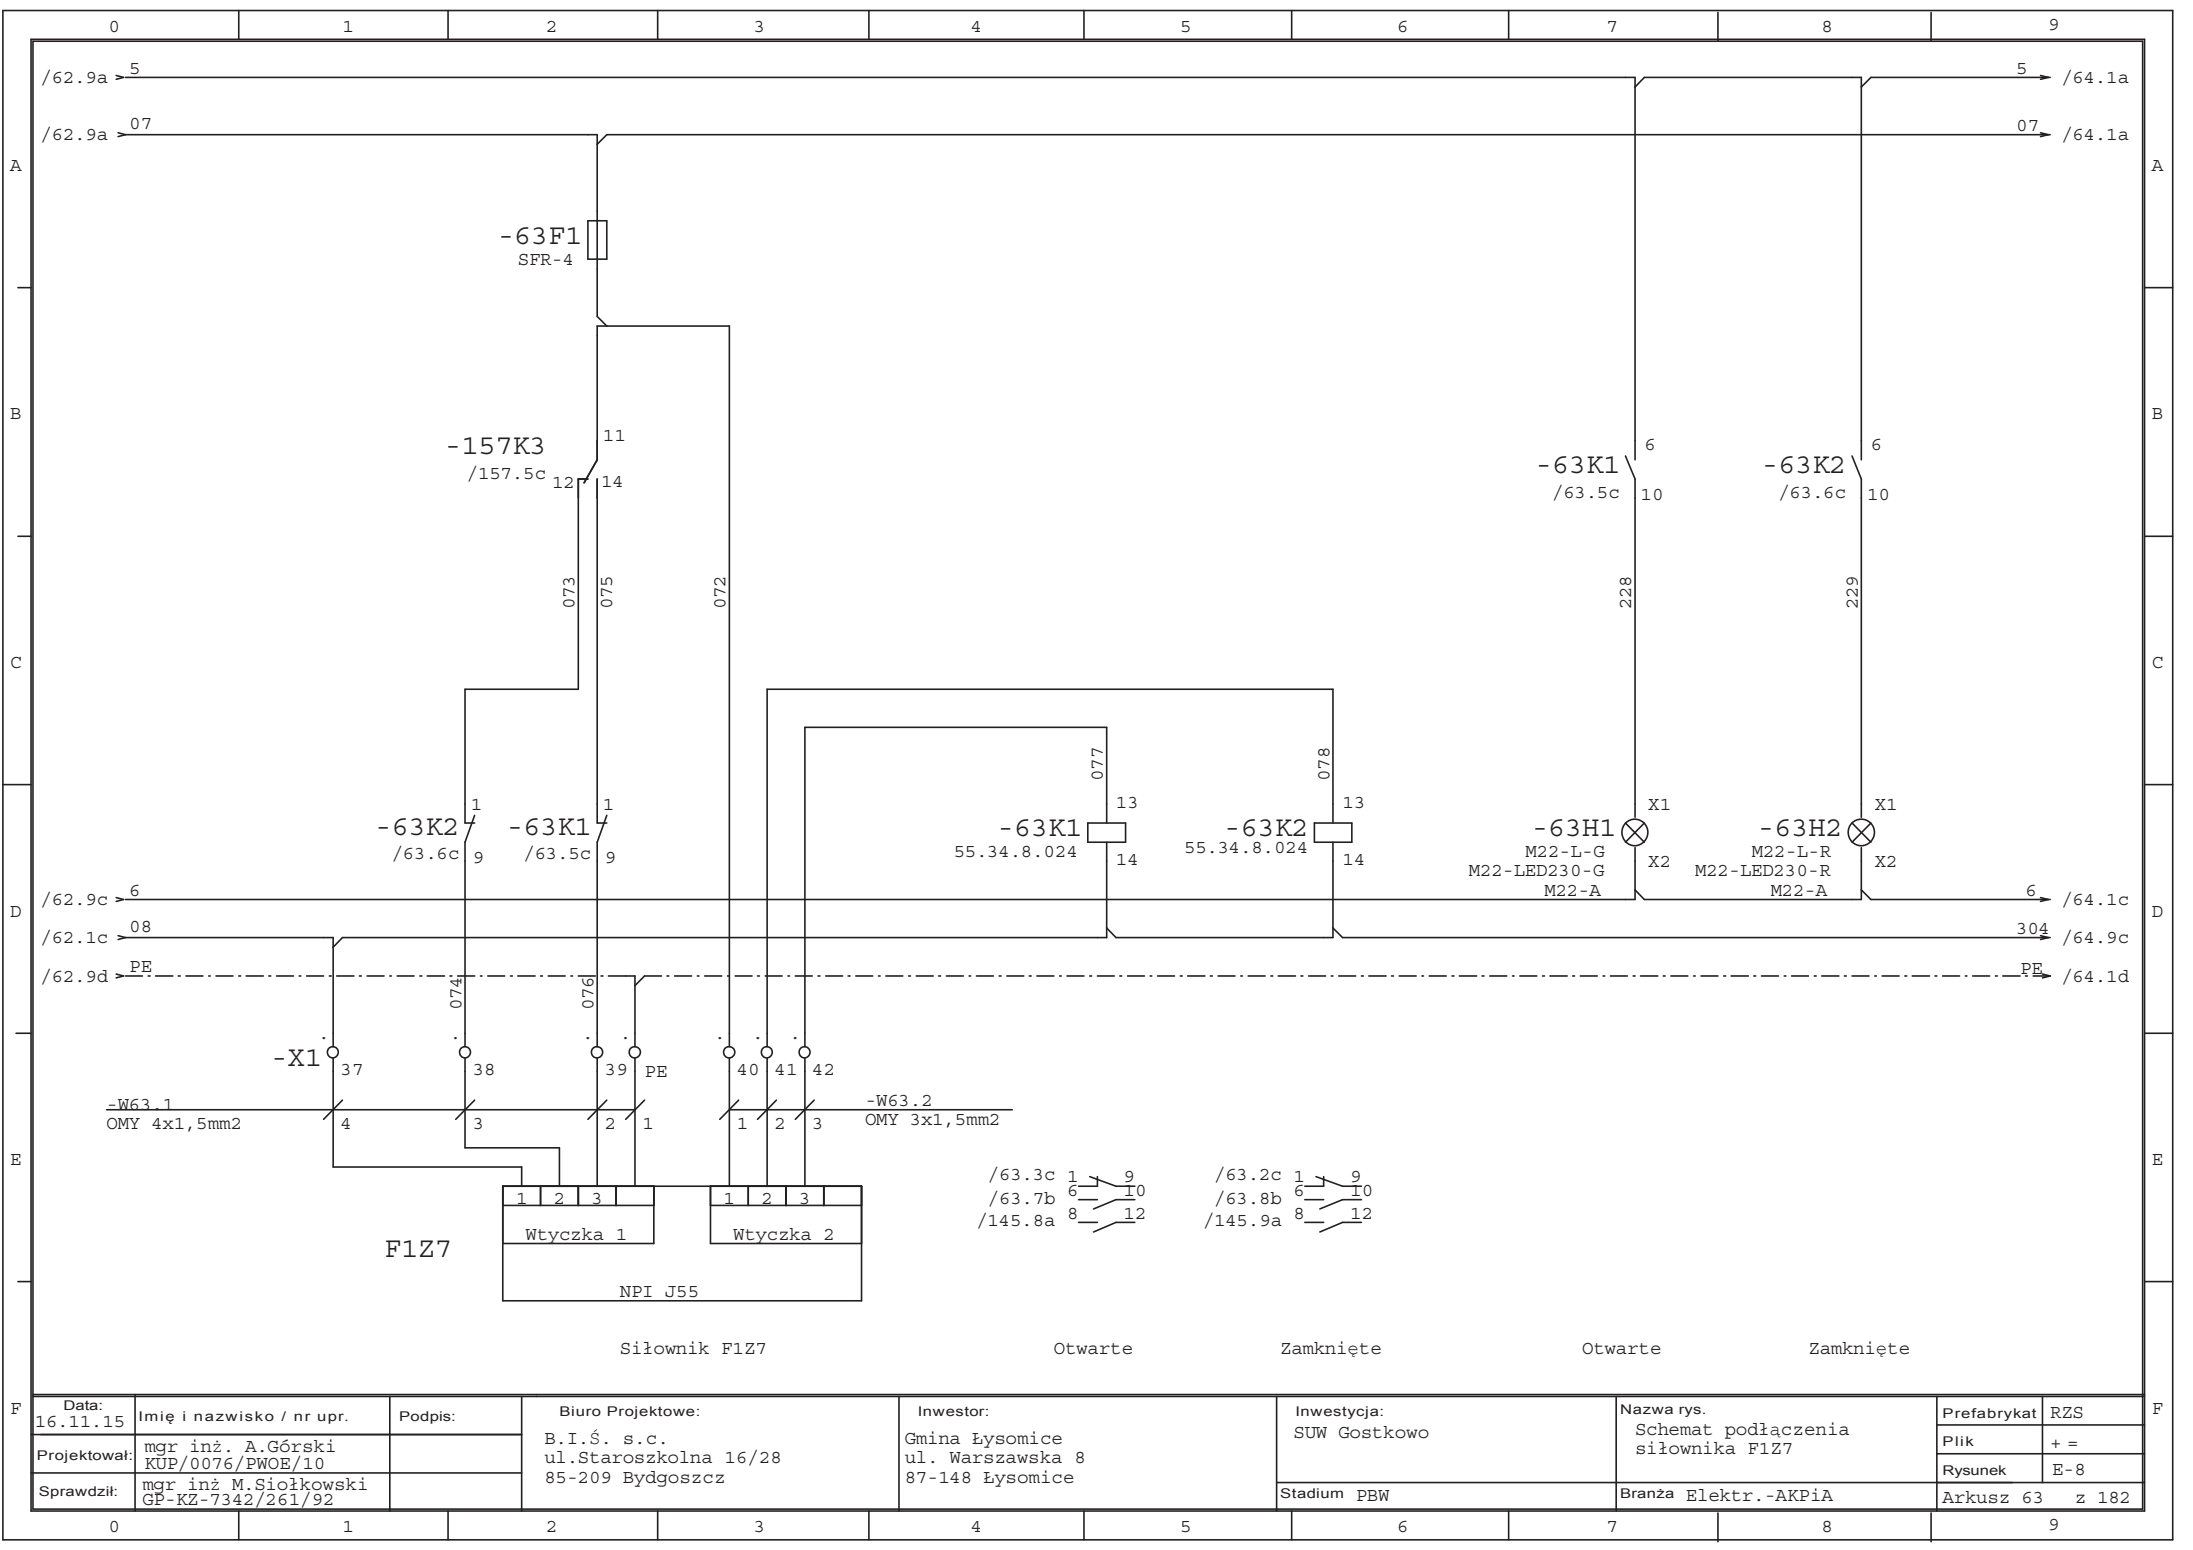 0 1 2 3 4 5 6 7 8 9
/62.9a 5 5 /64.1a
/62.9a 07 07 /64.1a
A A
-63F1
SFR-4
B B
-157K3 11
/157.5c 12 14
-63K1 6
/63.5c 10
-63K2 6
/63.6c 10
073 075 072 228 229
C C
077 078
-63K2 1
/63.6c 9
-63K1 1
/63.5c 9
-63K1 13
55.34.8.024 14
-63K2 13
55.34.8.024 14
-63H1 X1
M22-L-G X2
M22-LED230-G
M22-A
-63H2 X1
M22-L-R X2
M22-LED230-R
M22-A
/62.9c 6 6 /64.1c
D D
/62.1c 08 304 /64.9c
/62.9d PE PE /64.1d
074 076
-X1 37 38 39 PE 40 41 42
-W63.1
OMY 4x1,5mm2 4 3 2 1
1 2 3
-W63.2
OMY 3x1,5mm2
E E
/63.3c 1 9
/63.7b 6 10
/145.8a 8 12
/63.2c 1 9
/63.8b 6 10
/145.9a 8 12
1 2 3 1 2 3
Wtyczka 1 Wtyczka 2
F1Z7
NPI J55
Siłownik F1Z7 Otwarte Zamknięte Otwarte Zamknięte
F F
Data:
16.11.15
Imię i nazwisko / nr upr.
Podpis:
Projektował:
mgr inż. A.Górski
KUP/0076/PWOE/10
Sprawdził:
mgr inż M.Siołkowski
GP-KZ-7342/261/92
Biuro Projektowe:
B.I.Ś. s.c.
ul.Staroszkolna 16/28
85-209 Bydgoszcz
Inwestor:
Gmina Łysomice
ul. Warszawska 8
87-148 Łysomice
Inwestycja:
SUW Gostkowo
Stadium PBW
Nazwa rys.
Schemat podłączenia
siłownika F1Z7
Branża Elektr.-AKPiA
Prefabrykat RZS
Plik + =
Rysunek E-8
Arkusz 63 z 182
0 1 2 3 4 5 6 7 8 9